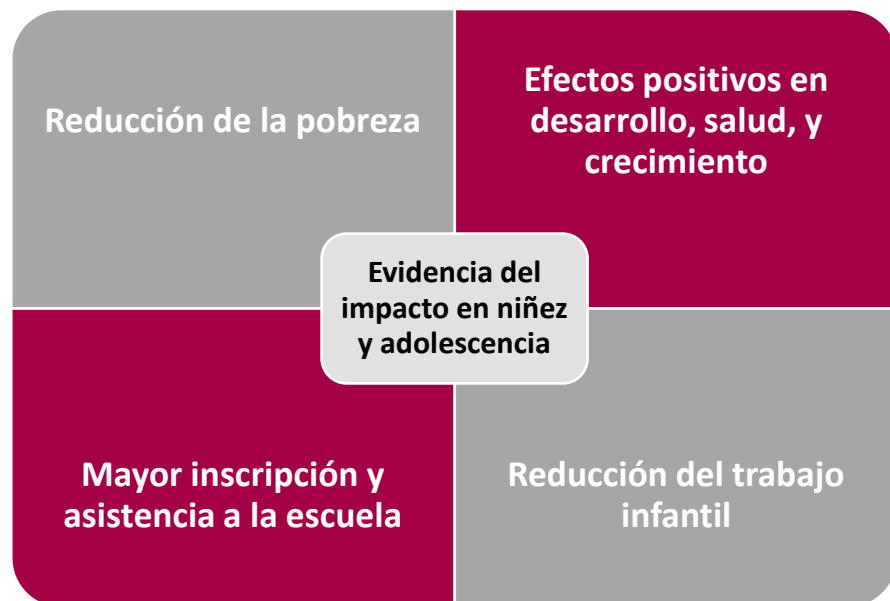 Reducción de la pobreza
Efectos positivos en
desarrollo, salud, y
crecimiento
Evidencia del
impacto en niñez
y adolescencia
Mayor inscripción y
asistencia a la escuela
Reducción del trabajo
infantil